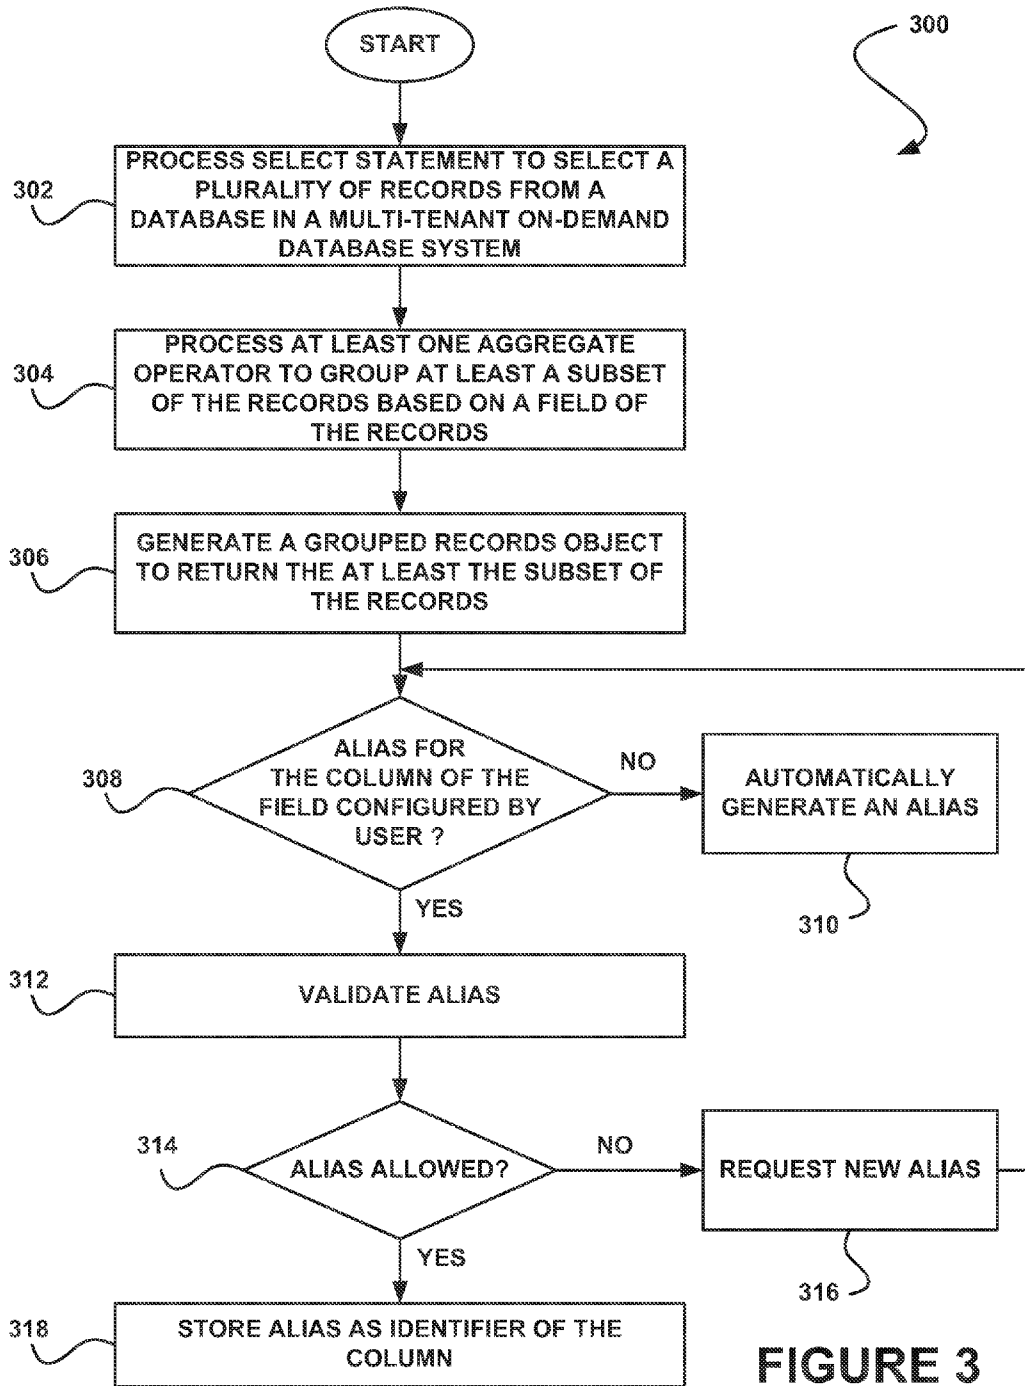 START
300
302
PROCESS SELECT STATEMENT TO SELECT A
PLURALITY OF RECORDS FROM A
DATABASE IN A MULTI-TENANT ON-DEMAND
DATABASE SYSTEM
304
PROCESS AT LEAST ONE AGGREGATE
OPERATOR TO GROUP AT LEAST A SUBSET
OF THE RECORDS BASED ON A FIELD OF
THE RECORDS
306
GENERATE A GROUPED RECORDS OBJECT
TO RETURN THE AT LEAST THE SUBSET OF
THE RECORDS
308
ALIAS FOR
THE COLUMN OF THE
FIELD CONFIGURED BY
USER ?
NO
AUTOMATICALLY
GENERATE AN ALIAS
310
YES
312
VALIDATE ALIAS
314
ALIAS ALLOWED?
NO
REQUEST NEW ALIAS
316
YES
318
STORE ALIAS AS IDENTIFIER OF THE
COLUMN
FIGURE 3